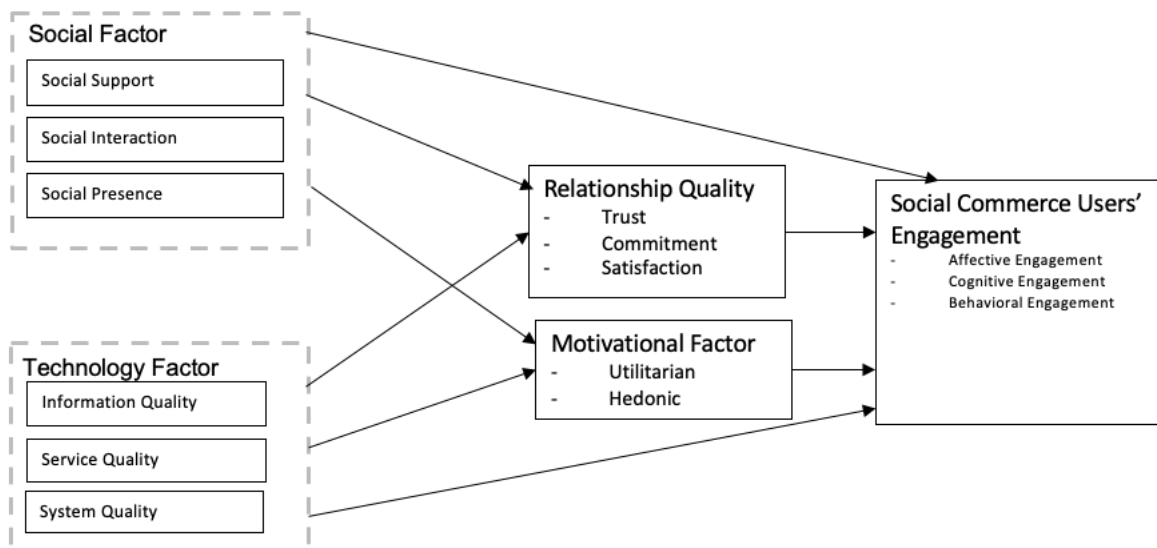 Social Factor
Social Support
Social Interaction
Social Presence
Technology Factor
Information Quality
Service Quality
System Quality
Relationship Quality
- Trust
- Commitment
- Satisfaction
Motivational Factor
- Utilitarian
- Hedonic
Social Commerce Users’
Engagement
- Affective Engagement
- Cognitive Engagement
- Behavioral Engagement